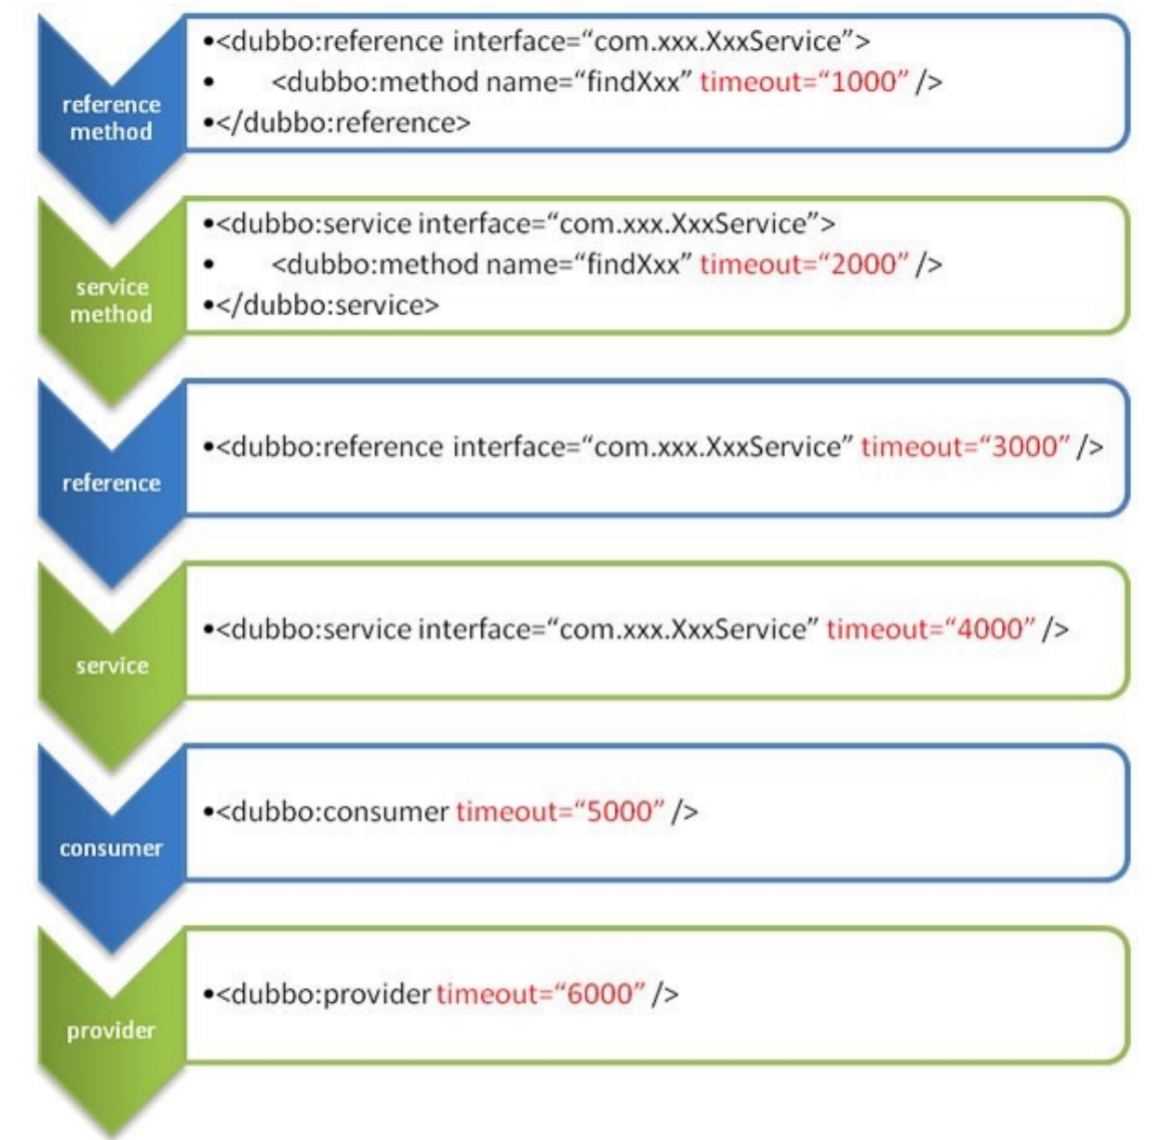 reference
method
•<dubbo:reference interface=“com.xxx.XxxService”>
•      <dubbo:method name=“findXxx” timeout=“1000” />
•</dubbo:reference>
service
method
•<dubbo:service interface=“com.xxx.XxxService”>
•      <dubbo:method name=“findXxx” timeout=“2000” />
•</dubbo:service>
reference
•<dubbo:reference interface=“com.xxx.XxxService” timeout=“3000” />
service
•<dubbo:service interface=“com.xxx.XxxService” timeout=“4000” />
consumer
•<dubbo:consumer timeout=“5000” />
provider
•<dubbo:provider timeout=“6000” />